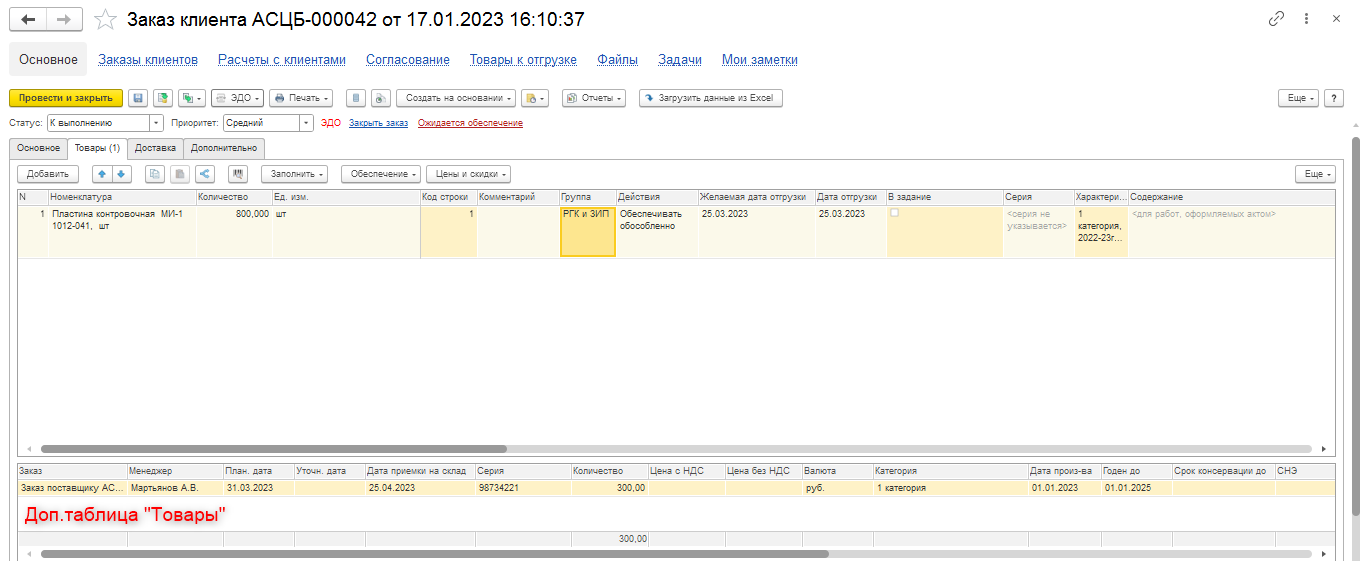 Заказ клиента АСЦБ-000042 от 17.01.2023 16:10:37
Основное Заказы клиентов Расчеты с клиентами Согласование Товары к отгрузке Файлы Задачи Мои заметки
Провести и закрыть ЭДО Печать Создать на основании Отчеты Загрузить данные из Excel Еще ?
Статус: К выполнению Приоритет: Средний ЭДО Закрыть заказ Ожидается обеспечение
Основное Товары (1) Доставка Дополнительно
Добавить Заполнить Обеспечение Цены и скидки Еще
N Номенклатура Количество Ед. изм. Код строки Комментарий Группа Действия Желаемая дата отгрузки Дата отгрузки В задание Серия Характери... Содержание
1 Пластина контровочная МИ-1 800,000 шт 1 РГК и ЗИП Обеспечивать 25.03.2023 25.03.2023 <серия не 1 <для работ, оформляемых актом>
1012-041, шт обособленно указывается> категория,
2022-23г...
Заказ Менеджер План. дата Уточн. дата Дата приемки на склад Серия Количество Цена с НДС Цена без НДС Валюта Категория Дата произ-ва Годен до Срок консервации до СНЭ
Заказ поставщику АС... Мартьянов А.В. 31.03.2023 25.04.2023 98734221 300,00 руб. 1 категория 01.01.2023 01.01.2025
Доп.таблица "Товары"
300,00